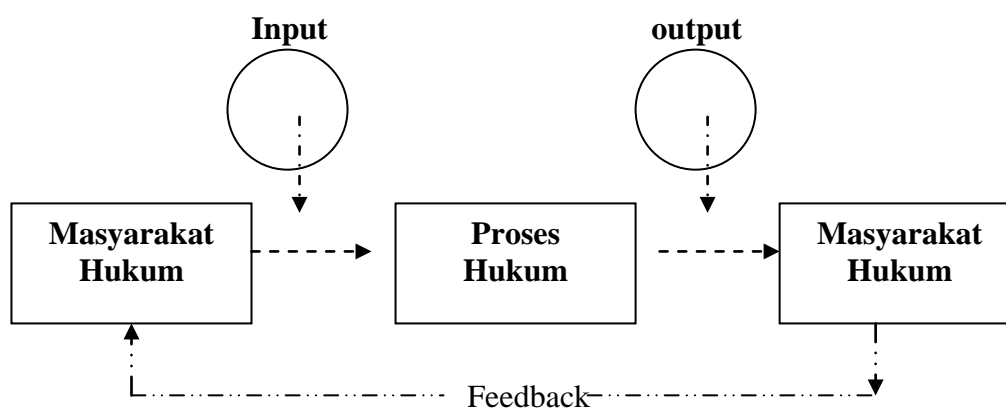 Input
output
Masyarakat
Hukum
Proses
Hukum
Masyarakat
Hukum
Feedback